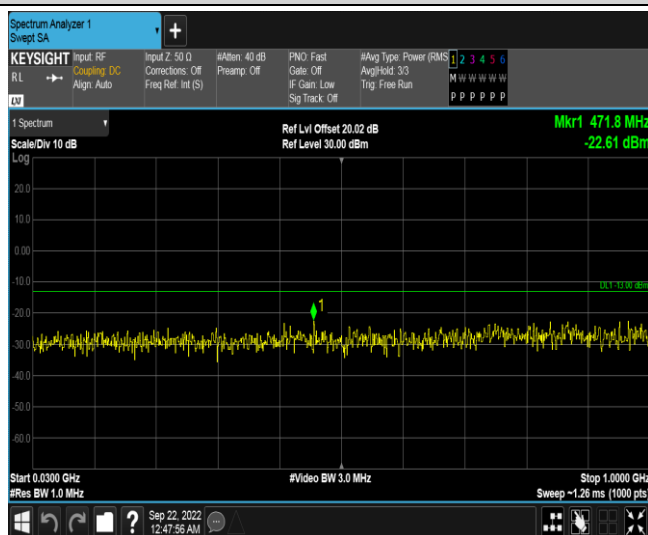 Spectrum Analyzer 1
Swept SA
+
KEYSIGHT
RL
LXI
Input: RF
Coupling: DC
Align: Auto
Input Z: 50 Ω
Corrections: Off
Freq Ref: Int (S)
#Atten: 40 dB
Preamp: Off
PNO: Fast
Gate: Off
IF Gain: Low
Sig Track: Off
#Avg Type: Power (RMS
Avg|Hold: 3/3
Trig: Free Run
1 2 3 4 5 6
M W W W W W
P P P P P P
1 Spectrum
Scale/Div 10 dB
Log
Ref Lvl Offset 20.02 dB
Ref Level 30.00 dBm
Mkr1 471.8 MHz
-22.61 dBm
20.0
10.0
0.00
-10.0
DL1 -13.00 dBm
1
-20.0
-30.0
-40.0
-50.0
-60.0
Start 0.0300 GHz
#Res BW 1.0 MHz
#Video BW 3.0 MHz
Stop 1.0000 GHz
Sweep ~1.26 ms (1000 pts)
?
Sep 22, 2022
12:47:56 AM